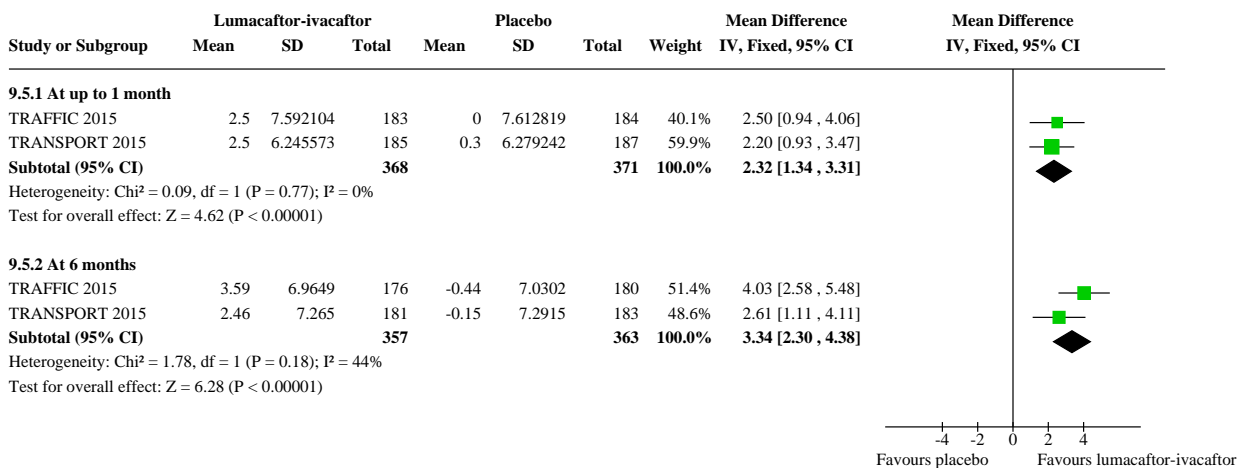 Lumacaftor-ivacaftor Placebo Mean Difference Mean Difference
Study or Subgroup Mean SD Total Mean SD Total Weight IV, Fixed, 95% CI IV, Fixed, 95% CI
9.5.1 At up to 1 month
TRAFFIC 2015 2.5 7.592104 183 0 7.612819 184 40.1% 2.50 [0.94 , 4.06]
TRANSPORT 2015 2.5 6.245573 185 0.3 6.279242 187 59.9% 2.20 [0.93 , 3.47]
Subtotal (95% CI) 368 371 100.0% 2.32 [1.34 , 3.31]
Heterogeneity: Chi² = 0.09, df = 1 (P = 0.77); I² = 0%
Test for overall effect: Z = 4.62 (P < 0.00001)
9.5.2 At 6 months
TRAFFIC 2015 3.59 6.9649 176 -0.44 7.0302 180 51.4% 4.03 [2.58 , 5.48]
TRANSPORT 2015 2.46 7.265 181 -0.15 7.2915 183 48.6% 2.61 [1.11 , 4.11]
Subtotal (95% CI) 357 363 100.0% 3.34 [2.30 , 4.38]
Heterogeneity: Chi² = 1.78, df = 1 (P = 0.18); I² = 44%
Test for overall effect: Z = 6.28 (P < 0.00001)
-4 -2 0 2 4
Favours placebo Favours lumacaftor-ivacaftor